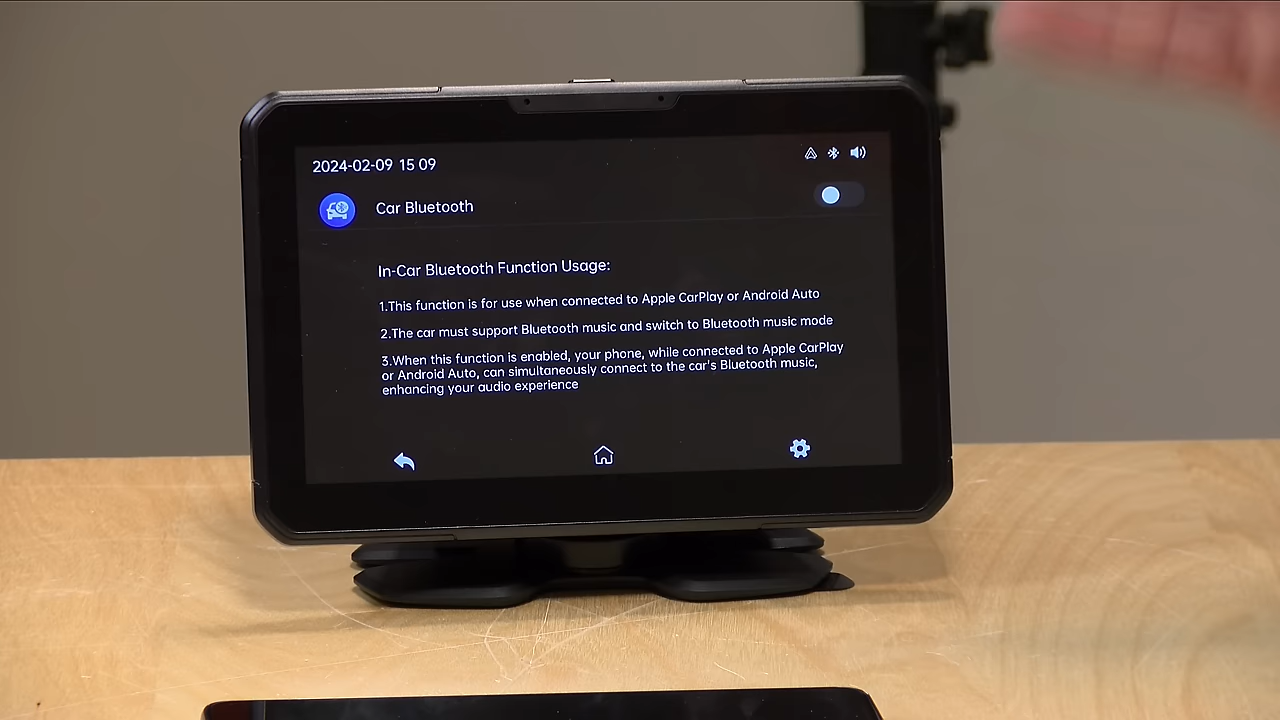 2024-02-09 15 09
Car Bluetooth
In-Car Bluetooth Function Usage:
1.This function is for use when connected to Apple CarPlay or Android Auto
2.The car must support Bluetooth music and switch to Bluetooth music mode
3.When this function is enabled, your phone, while connected to Apple CarPlay
or Android Auto, can simultaneously connect to the car's Bluetooth music,
enhancing your audio experience